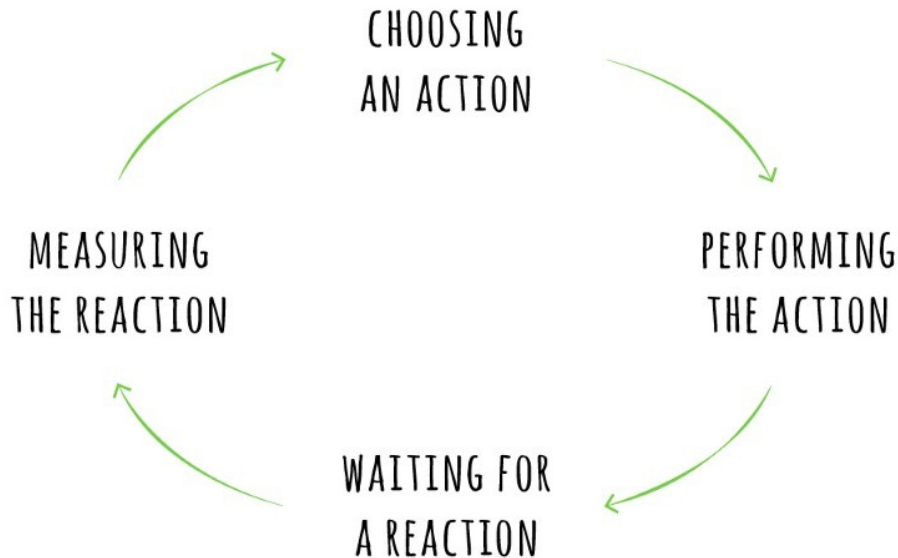 CHOOSING
AN ACTION
PERFORMING
THE ACTION
WAITING FOR
A REACTION
MEASURING
THE REACTION